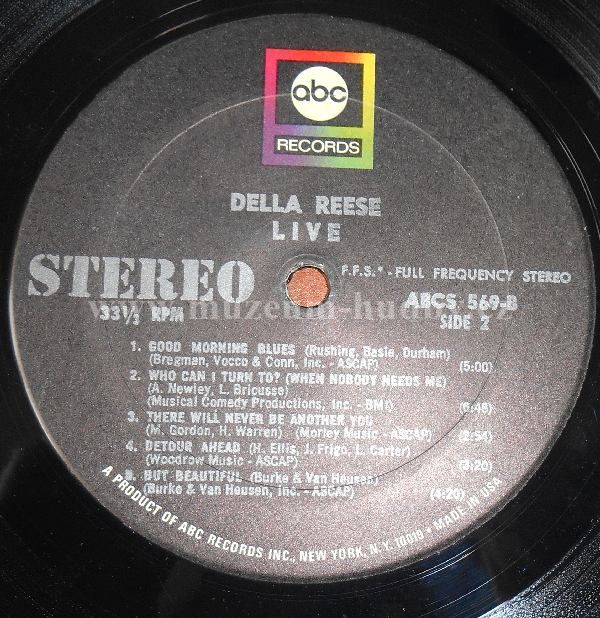 abc
RECORDS
DELLA REESE
LIVE
STEREO
F.F.S.* - FULL FREQUENCY STEREO
33⅓ RPM
ABCS 569-B
SIDE 2
www.muzeum-hudby.cz
1. GOOD MORNING BLUES (Rushing, Basie, Durham)
(Bregman, Vocco & Conn, Inc. - ASCAP) (5:00)
2. WHO CAN I TURN TO? (WHEN NOBODY NEEDS ME)
(A. Newley, L. Bricusse)
(Musical Comedy Productions, Inc. - BMI) (6:48)
3. THERE WILL NEVER BE ANOTHER YOU
(M. Gordon, H. Warren) (Morley Music - ASCAP) (2:54)
4. DETOUR AHEAD (H. Ellis, J. Frigo, L. Carter)
(Woodrow Music - ASCAP) (3:20)
5. BUT BEAUTIFUL (Burke & Van Heusen)
(Burke & Van Heusen, Inc. - ASCAP) (4:20)
A PRODUCT OF ABC RECORDS INC., NEW YORK, N.Y. 10019 • MADE IN USA